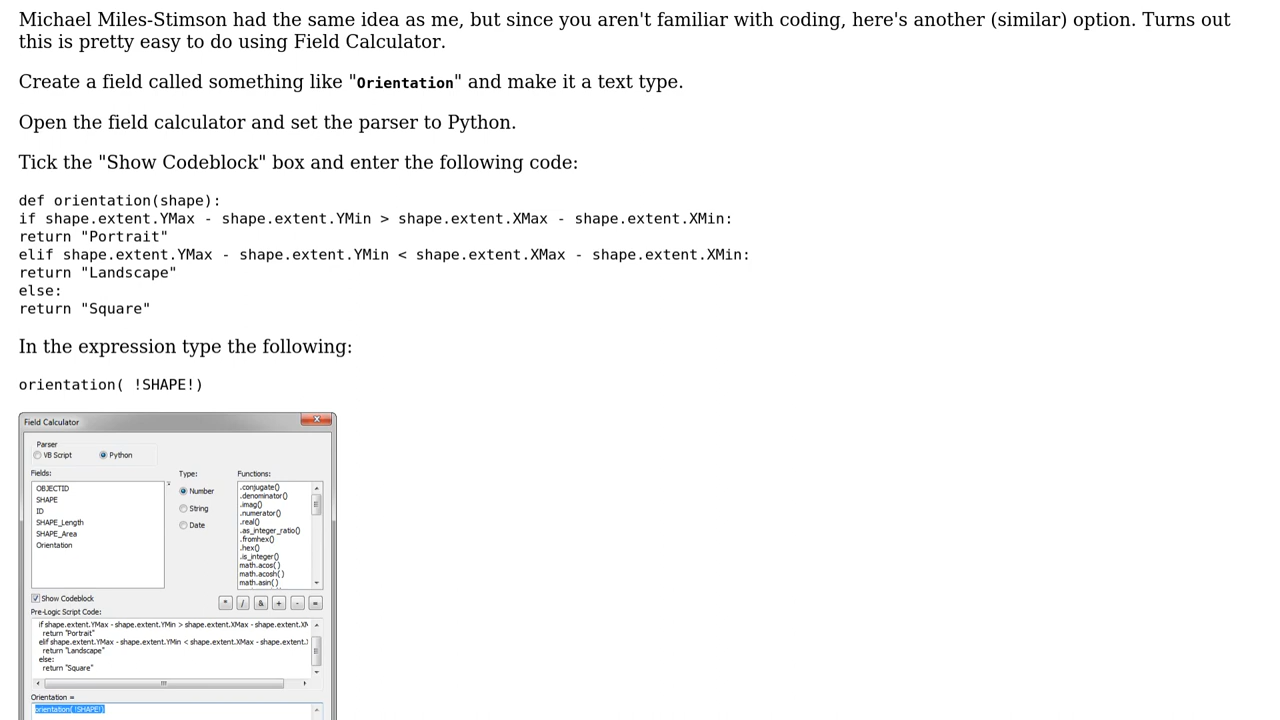 Michael Miles-Stimson had the same idea as me, but since you aren't familiar with coding, here's another (similar) option. Turns out
this is pretty easy to do using Field Calculator.
Create a field called something like "Orientation" and make it a text type.
Open the field calculator and set the parser to Python.
Tick the "Show Codeblock" box and enter the following code:
def orientation(shape):
if shape.extent.YMax - shape.extent.YMin > shape.extent.XMax - shape.extent.XMin:
return "Portrait"
elif shape.extent.YMax - shape.extent.YMin < shape.extent.XMax - shape.extent.XMin:
return "Landscape"
else:
return "Square"
In the expression type the following:
orientation( !SHAPE!)
Field Calculator
Parser
VB Script
Python
Fields:
OBJECTID
SHAPE
ID
SHAPE_Length
SHAPE_Area
Orientation
Type:
Number
String
Date
Functions:
.conjugate()
.denominator()
.imag()
.numerator()
.real()
.as_integer_ratio()
.fromhex()
.hex()
.is_integer()
math.acos( )
math.acosh( )
math.asin( )
Show Codeblock
* / & + - =
Pre-Logic Script Code:
if shape.extent.YMax - shape.extent.YMin > shape.extent.XMax - shape.extent.XM
return "Portrait"
elif shape.extent.YMax - shape.extent.YMin < shape.extent.XMax - shape.extent.
return "Landscape"
else:
return "Square"
Orientation =
orientation( !SHAPE!)